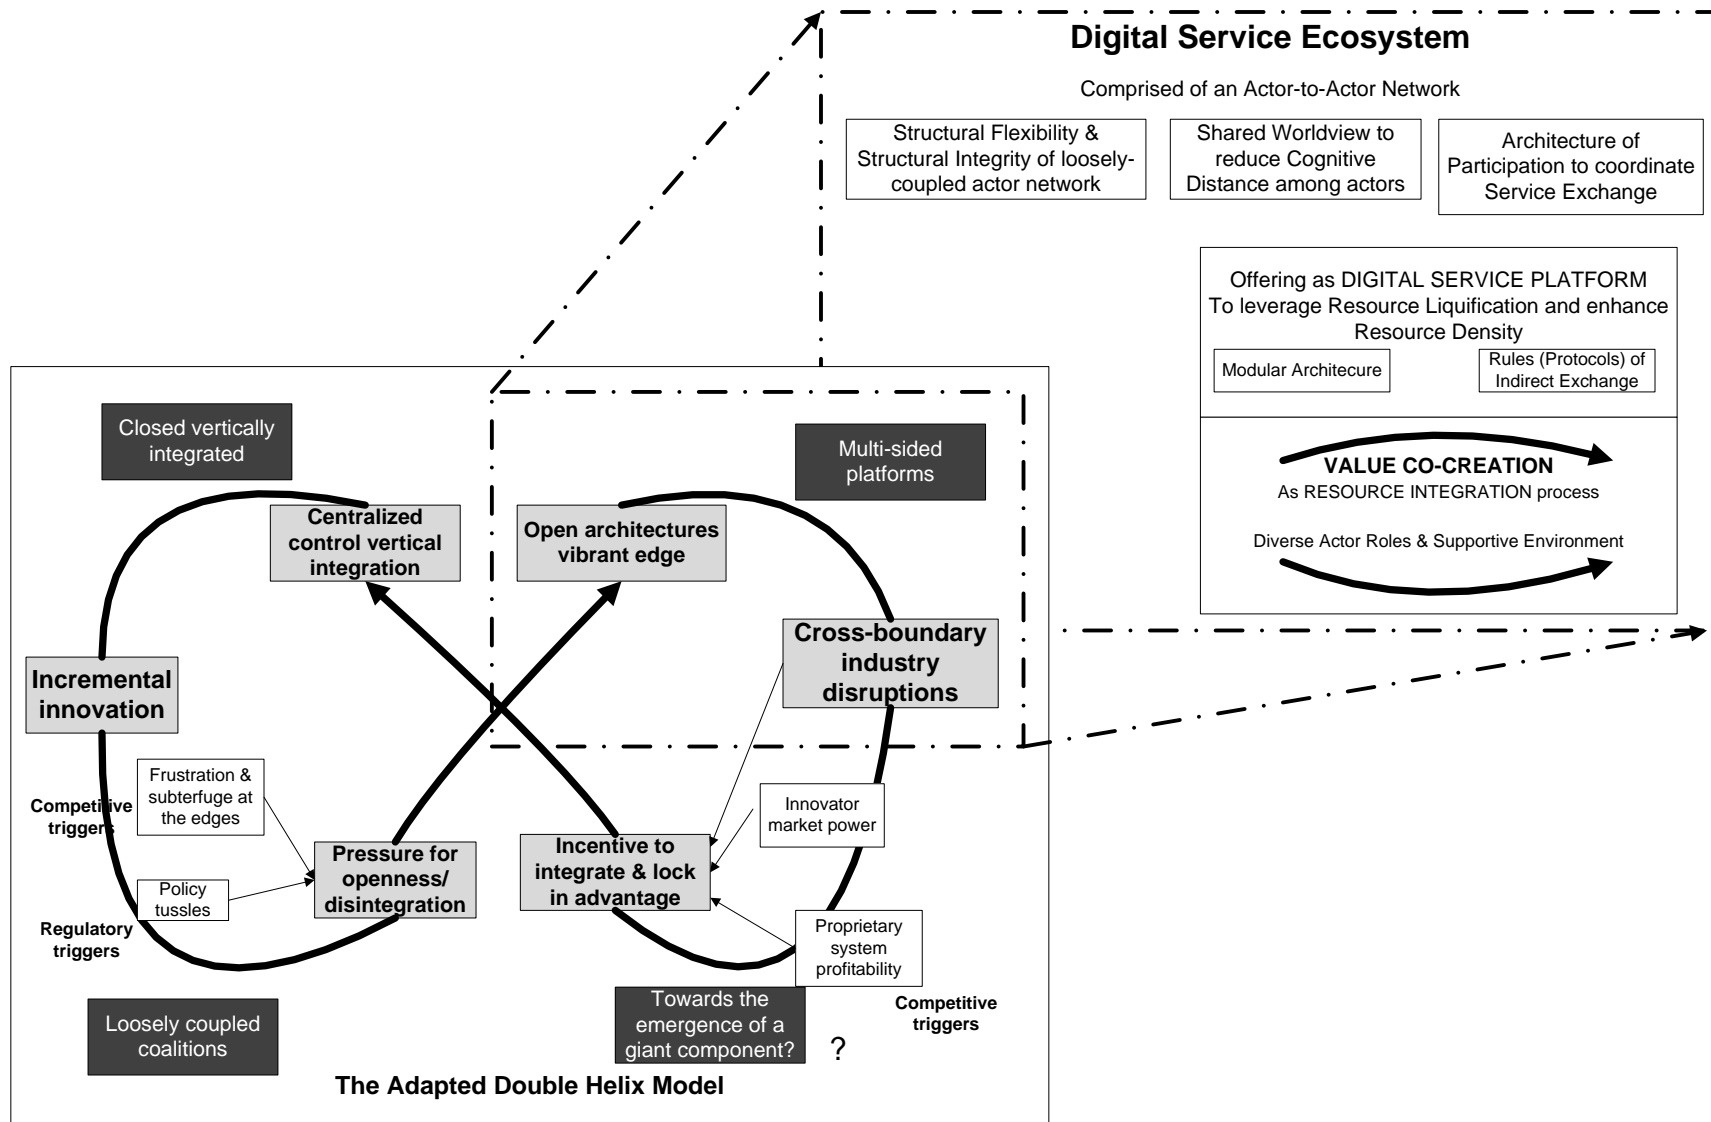 Digital Service Ecosystem
Comprised of an Actor-to-Actor Network
Structural Flexibility &
Structural Integrity of loosely-
coupled actor network
Shared Worldview to
reduce Cognitive
Distance among actors
Architecture of
Participation to coordinate
Service Exchange
Offering as DIGITAL SERVICE PLATFORM
To leverage Resource Liquification and enhance
Resource Density
Modular Architecure
Rules (Protocols) of
Indirect Exchange
VALUE CO-CREATION
As RESOURCE INTEGRATION process
Diverse Actor Roles & Supportive Environment
Closed vertically
integrated
Multi-sided
platforms
Centralized
control vertical
integration
Open architectures
vibrant edge
Cross-boundary
industry
disruptions
Incremental
innovation
Frustration &
subterfuge at
the edges
Competitive
triggers
Innovator
market power
Pressure for
openness/
disintegration
Incentive to
integrate & lock
in advantage
Policy
tussles
Regulatory
triggers
Proprietary
system
profitability
Loosely coupled
coalitions
Towards the
emergence of a
giant component?
?
Competitive
triggers
The Adapted Double Helix Model